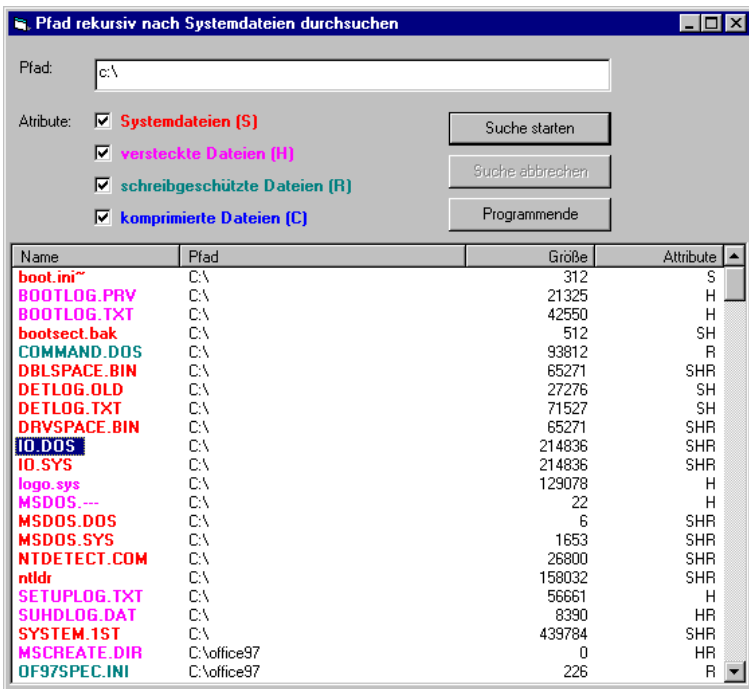 Pfad rekursiv nach Systemdateien durchsuchen
Pfad: c:\
Atribute: Systemdateien (S)
versteckte Dateien (H)
schreibgeschützte Dateien (R)
komprimierte Dateien (C)
Suche starten
Suche abbrechen
Programmende
Name Pfad Größe Attribute
boot.ini~ C:\ 312 S
BOOTLOG.PRV C:\ 21325 H
BOOTLOG.TXT C:\ 42550 H
bootsect.bak C:\ 512 SH
COMMAND.DOS C:\ 93812 R
DBLSPACE.BIN C:\ 65271 SHR
DETLOG.OLD C:\ 27276 SH
DETLOG.TXT C:\ 71527 SH
DRVSPACE.BIN C:\ 65271 SHR
IO.DOS C:\ 214836 SHR
IO.SYS C:\ 214836 SHR
logo.sys C:\ 129078 H
MSDOS.--- C:\ 22 H
MSDOS.DOS C:\ 6 SHR
MSDOS.SYS C:\ 1653 SHR
NTDETECT.COM C:\ 26800 SHR
ntldr C:\ 158032 SHR
SETUPLOG.TXT C:\ 56661 H
SUHDLOG.DAT C:\ 8390 HR
SYSTEM.1ST C:\ 439784 SHR
MSCREATE.DIR C:\office97 0 HR
OF97SPEC.INI C:\office97 226 R